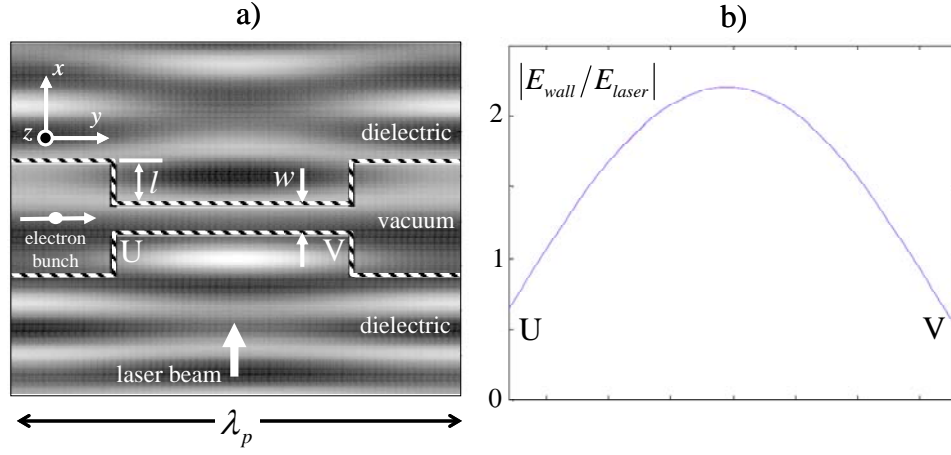 a)
b)
x
y
z
dielectric
l
w
vacuum
electron
bunch
U
V
dielectric
laser beam
λp
|Ewall/Elaser|
2
1
0
U
V